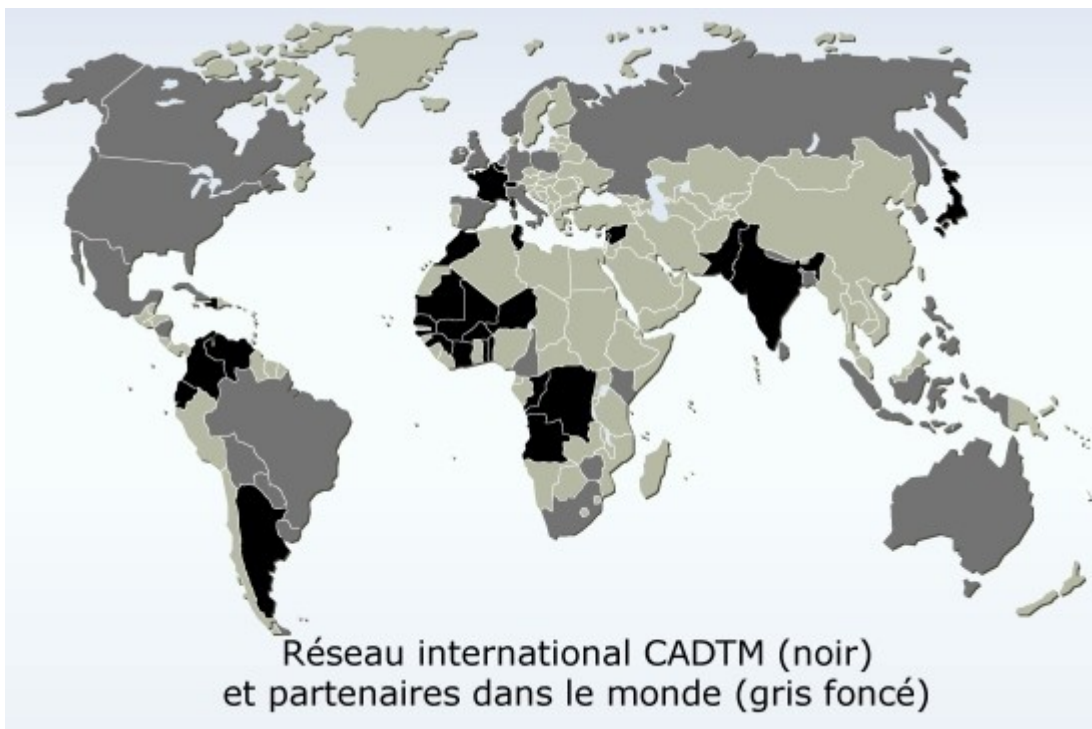 Réseau international CADTM (noir)
et partenaires dans le monde (gris foncé)